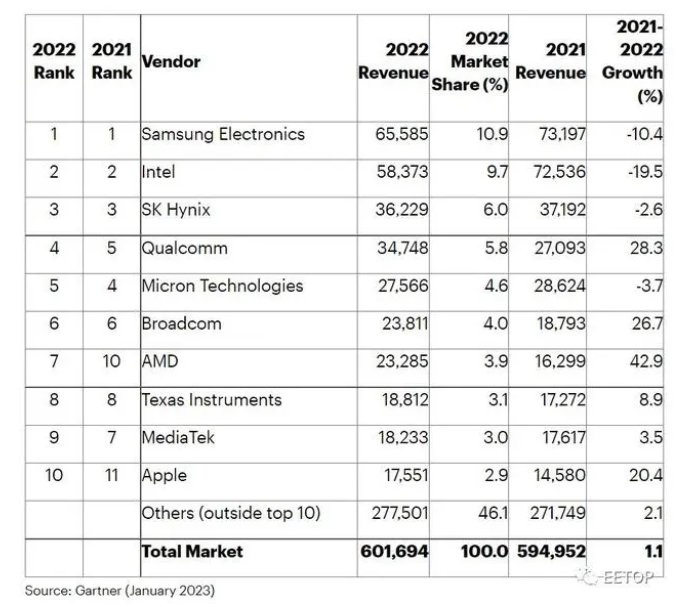 2022 Rank 2021 Rank Vendor 2022 Revenue 2022 Market Share (%) 2021 Revenue 2021-2022 Growth (%)
1 1 Samsung Electronics 65,585 10.9 73,197 -10.4
2 2 Intel 58,373 9.7 72,536 -19.5
3 3 SK Hynix 36,229 6.0 37,192 -2.6
4 5 Qualcomm 34,748 5.8 27,093 28.3
5 4 Micron Technologies 27,566 4.6 28,624 -3.7
6 6 Broadcom 23,811 4.0 18,793 26.7
7 10 AMD 23,285 3.9 16,299 42.9
8 8 Texas Instruments 18,812 3.1 17,272 8.9
9 7 MediaTek 18,233 3.0 17,617 3.5
10 11 Apple 17,551 2.9 14,580 20.4
Others (outside top 10) 277,501 46.1 271,749 2.1
Total Market 601,694 100.0 594,952 1.1
EETOP
Source: Gartner (January 2023)